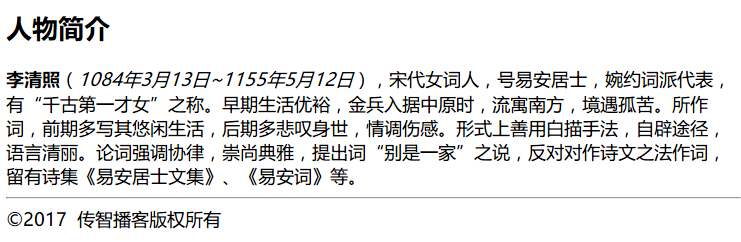 人物简介
李清照（1084年3月13日~1155年5月12日），宋代女词人，号易安居士，婉约词派代表，
有“千古第一才女”之称。早期生活优裕，金兵入据中原时，流寓南方，境遇孤苦。所作
词，前期多写其悠闲生活，后期多悲叹身世，情调伤感。形式上善用白描手法，自辟途径，
语言清丽。论词强调协律，崇尚典雅，提出词“别是一家”之说，反对对作诗文之法作词，
留有诗集《易安居士文集》、《易安词》等。
©2017 传智播客版权所有